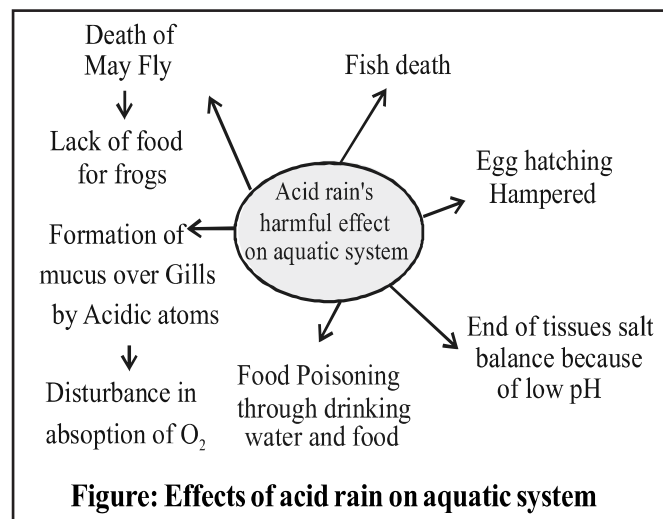 Death of
May Fly
Lack of food
for frogs
Formation of
mucus over Gills
by Acidic atoms
Disturbance in
absoption of O₂
Acid rain's
harmful effect
on aquatic system
Fish death
Egg hatching
Hampered
End of tissues salt
balance because
of low pH
Food Poisoning
through drinking
water and food
Figure: Effects of acid rain on aquatic system